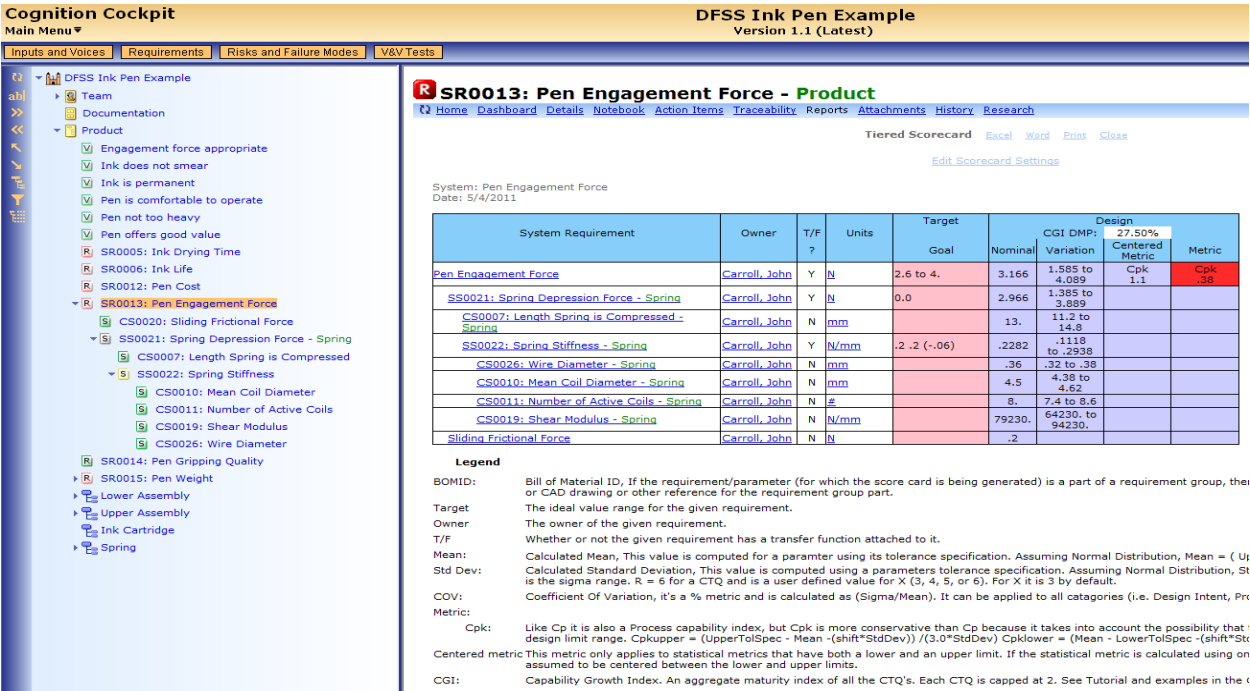 Cognition Cockpit
Main Menu▼
DFSS Ink Pen Example
Version 1.1 (Latest)
Inputs and Voices Requirements Risks and Failure Modes V&V Tests
DFSS Ink Pen Example
Team
Documentation
Product
Engagement force appropriate
Ink does not smear
Ink is permanent
Pen is comfortable to operate
Pen not too heavy
Pen offers good value
SR0005: Ink Drying Time
SR0006: Ink Life
SR0012: Pen Cost
SR0013: Pen Engagement Force
CS0020: Sliding Frictional Force
SS0021: Spring Depression Force - Spring
CS0007: Length Spring is Compressed
SS0022: Spring Stiffness
CS0010: Mean Coil Diameter
CS0011: Number of Active Coils
CS0019: Shear Modulus
CS0026: Wire Diameter
SR0014: Pen Gripping Quality
SR0015: Pen Weight
Lower Assembly
Upper Assembly
Ink Cartridge
Spring
R SR0013: Pen Engagement Force - Product
Home Dashboard Details Notebook Action Items Traceability Reports Attachments History Research
Tiered Scorecard Excel Word Print Close
Edit Scorecard Settings
System: Pen Engagement Force
Date: 5/4/2011
System Requirement Owner T/F ? Units Target Goal Design CGI DMP: 27.50% Nominal Variation Centered Metric Metric
Pen Engagement Force Carroll, John Y N 2.6 to 4. 3.166 1.585 to 4.089 Cpk 1.1 Cpk .38
SS0021: Spring Depression Force - Spring Carroll, John Y N 0.0 2.966 1.385 to 3.889
CS0007: Length Spring is Compressed - Spring Carroll, John N mm 13. 11.2 to 14.8
SS0022: Spring Stiffness - Spring Carroll, John Y N/mm .2 .2 (-.06) .2282 .1118 to .2938
CS0026: Wire Diameter - Spring Carroll, John N mm .36 .32 to .38
CS0010: Mean Coil Diameter - Spring Carroll, John N mm 4.5 4.38 to 4.62
CS0011: Number of Active Coils - Spring Carroll, John N # 8. 7.4 to 8.6
CS0019: Shear Modulus - Spring Carroll, John N N/mm 79230. 64230. to 94230.
Sliding Frictional Force Carroll, John N N .2
Legend
BOMID: Bill of Material ID, If the requirement/parameter (for which the score card is being generated) is a part of a requirement group, the
or CAD drawing or other reference for the requirement group part.
Target The ideal value range for the given requirement.
Owner The owner of the given requirement.
T/F Whether or not the given requirement has a transfer function attached to it.
Mean: Calculated Mean, This value is computed for a paramter using its tolerance specification. Assuming Normal Distribution, Mean = ( U
Std Dev: Calculated Standard Deviation, This value is computed using a parameters tolerance specification. Assuming Normal Distribution, St
is the sigma range. R = 6 for a CTQ and is a user defined value for X (3, 4, 5, or 6). For X it is 3 by default.
COV: Coefficient Of Variation, it's a % metric and is calculated as (Sigma/Mean). It can be applied to all catagories (i.e. Design Intent, Pr
Metric:
Cpk: Like Cp it is also a Process capability index, but Cpk is more conservative than Cp because it takes into account the possibility that
design limit range. Cpkupper = (UpperTolSpec - Mean -(shift*StdDev)) /(3.0*StdDev) Cpklower = (Mean - LowerTolSpec -(shift*St
Centered metric This metric only applies to statistical metrics that have both a lower and an upper limit. If the statistical metric is calculated using on
assumed to be centered between the lower and upper limits.
CGI: Capability Growth Index. An aggregate maturity index of all the CTQ's. Each CTQ is capped at 2. See Tutorial and examples in the